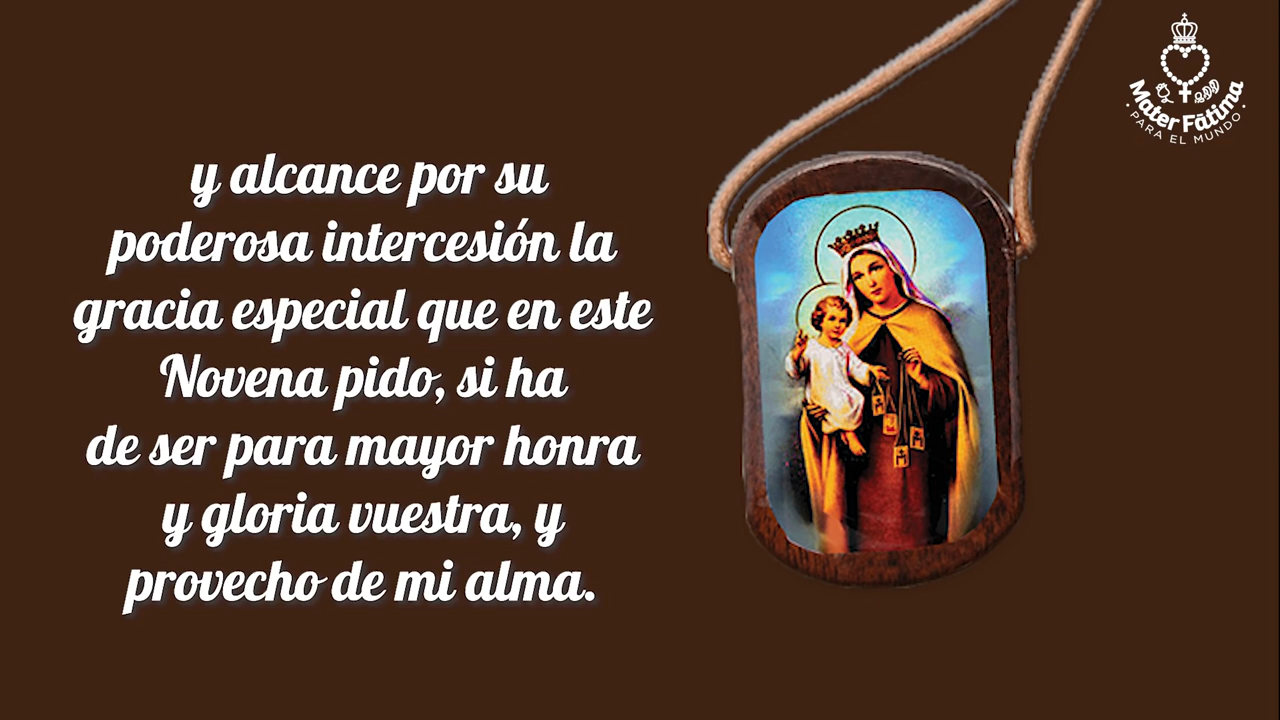 y alcance por su
poderosa intercesión la
gracia especial que en este
Novena pido, si ha
de ser para mayor honra
y gloria vuestra, y
provecho de mi alma.
Mater Fātima
· PARA EL MUNDO ·